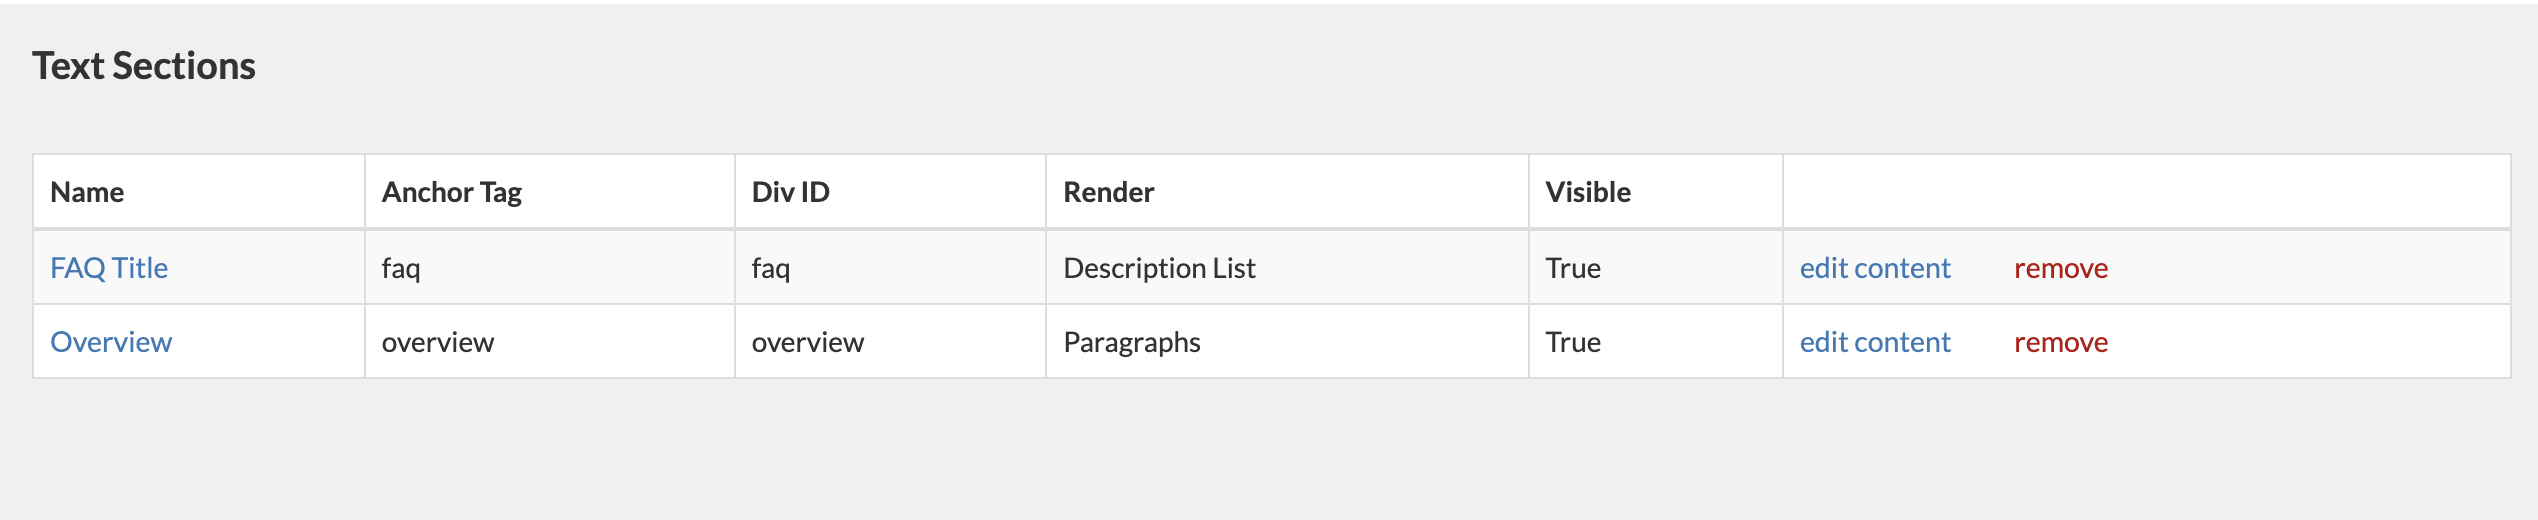 Text Sections
Name Anchor Tag Div ID Render Visible
FAQ Title faq faq Description List True edit content remove
Overview overview overview Paragraphs True edit content remove